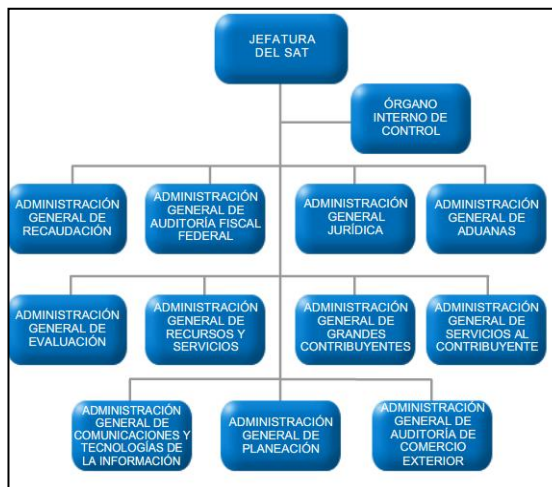 JEFATURA
DEL SAT
ÓRGANO
INTERNO DE
CONTROL
ADMINISTRACIÓN
GENERAL DE
RECAUDACIÓN
ADMINISTRACIÓN
GENERAL DE
AUDITORÍA FISCAL
FEDERAL
ADMINISTRACIÓN
GENERAL
JURÍDICA
ADMINISTRACIÓN
GENERAL DE
ADUANAS
ADMINISTRACIÓN
GENERAL DE
EVALUACIÓN
ADMINISTRACIÓN
GENERAL DE
RECURSOS Y
SERVICIOS
ADMINISTRACIÓN
GENERAL DE
GRANDES
CONTRIBUYENTES
ADMINISTRACIÓN
GENERAL DE
SERVICIOS AL
CONTRIBUYENTE
ADMINISTRACIÓN
GENERAL DE
COMUNICACIONES Y
TECNOLOGÍAS DE
LA INFORMACIÓN
ADMINISTRACIÓN
GENERAL DE
PLANEACIÓN
ADMINISTRACIÓN
GENERAL DE
AUDITORÍA DE
COMERCIO
EXTERIOR